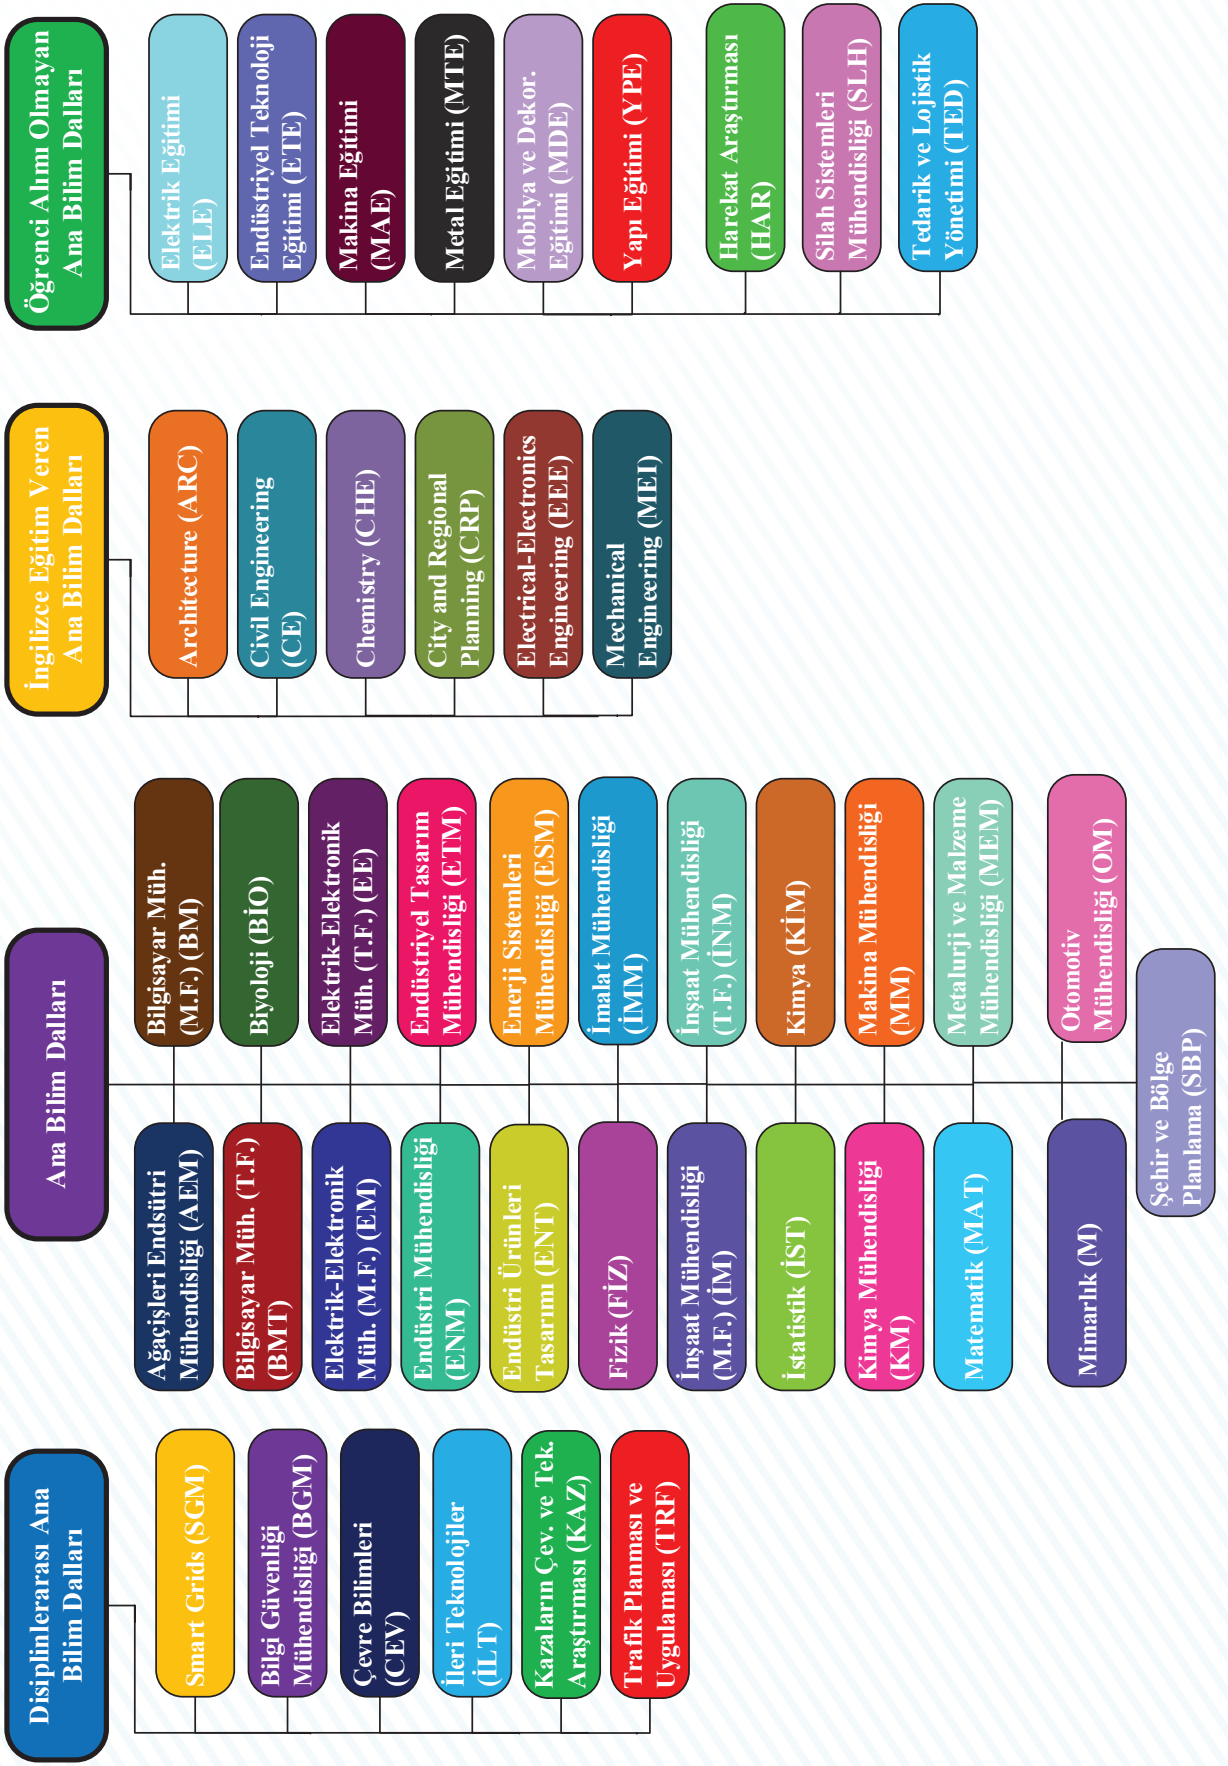 Disiplinlerarası Ana
Bilim Dalları
Smart Grids (SGM)
Bilgi Güvenliği
Mühendisliği (BGM)
Çevre Bilimleri
(CEV)
İleri Teknolojiler
(İLT)
Kazaların Çev. ve Tek.
Araştırması (KAZ)
Trafik Planması ve
Uygulaması (TRF)
Ana Bilim Dalları
Ağaçişleri Endsütri
Mühendisliği (AEM)
Bilgisayar Müh.
(M.F.) (BM)
Bilgisayar Müh. (T.F.)
(BMT)
Biyoloji (BİO)
Elektrik-Elektronik
Müh. (M.F.) (EM)
Elektrik-Elektronik
Müh. (T.F.) (EE)
Endüstri Mühendisliği
(ENM)
Endüstriyel Tasarım
Mühendisliği (ETM)
Endüstri Ürünleri
Tasarımı (ENT)
Enerji Sistemleri
Mühendisliği (ESM)
Fizik (FİZ)
İmalat Mühendisliği
(İMM)
İnşaat Mühendisliği
(M.F.) (İM)
İnşaat Mühendisliği
(T.F.) (İNM)
İstatistik (İST)
Kimya (KİM)
Kimya Mühendisliği
(KM)
Makina Mühendisliği
(MM)
Matematik (MAT)
Metalurji ve Malzeme
Mühendisliği (MEM)
Mimarlık (M)
Otomotiv
Mühendisliği (OM)
Şehir ve Bölge
Planlama (SBP)
İngilizce Eğitim Veren
Ana Bilim Dalları
Architecture (ARC)
Civil Engineering
(CE)
Chemistry (CHE)
City and Regional
Planning (CRP)
Electrical-Electronics
Engineering (EEE)
Mechanical
Engineering (MEI)
Öğrenci Alımı Olmayan
Ana Bilim Dalları
Elektrik Eğitimi
(ELE)
Endüstriyel Teknoloji
Eğitimi (ETE)
Makina Eğitimi
(MAE)
Metal Eğitimi (MTE)
Mobilya ve Dekor.
Eğitimi (MDE)
Yapı Eğitimi (YPE)
Harekat Araştırması
(HAR)
Silah Sistemleri
Mühendisliği (SLH)
Tedarik ve Lojistik
Yönetimi (TED)